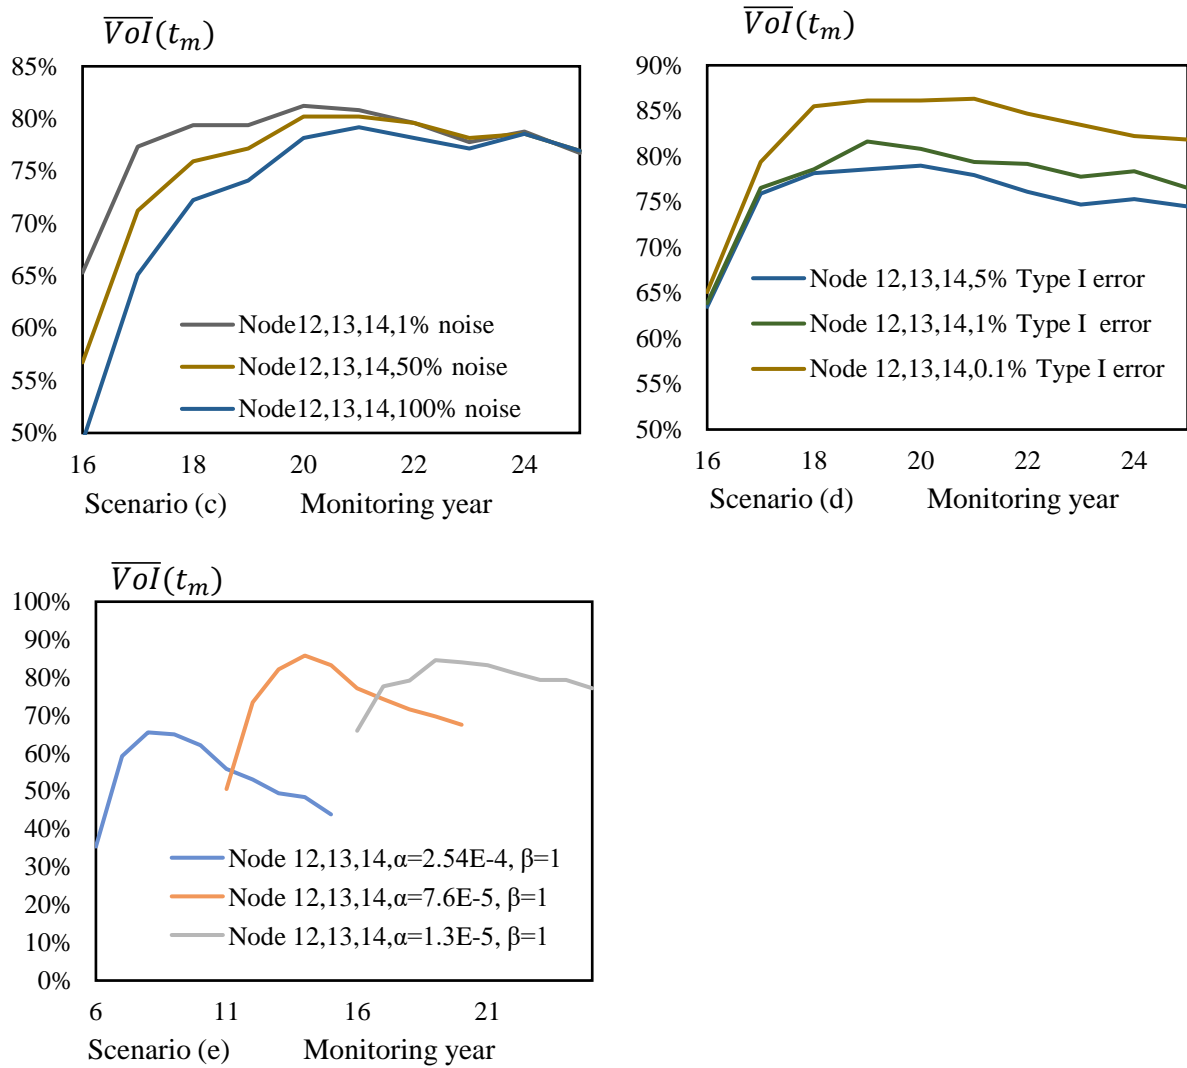 VoI(t_m)
85%
80%
75%
70%
65%
60%
55%
50%
Node12,13,14,1% noise
Node12,13,14,50% noise
Node12,13,14,100% noise
16 18 20 22 24
Scenario (c) Monitoring year
VoI(t_m)
90%
85%
80%
75%
70%
65%
60%
55%
50%
Node 12,13,14,5% Type I error
Node 12,13,14,1% Type I error
Node 12,13,14,0.1% Type I error
16 18 20 22 24
Scenario (d) Monitoring year
VoI(t_m)
100%
90%
80%
70%
60%
50%
40%
30%
20%
10%
0%
Node 12,13,14,α=2.54E-4, β=1
Node 12,13,14,α=7.6E-5, β=1
Node 12,13,14,α=1.3E-5, β=1
6 11 16 21
Scenario (e) Monitoring year